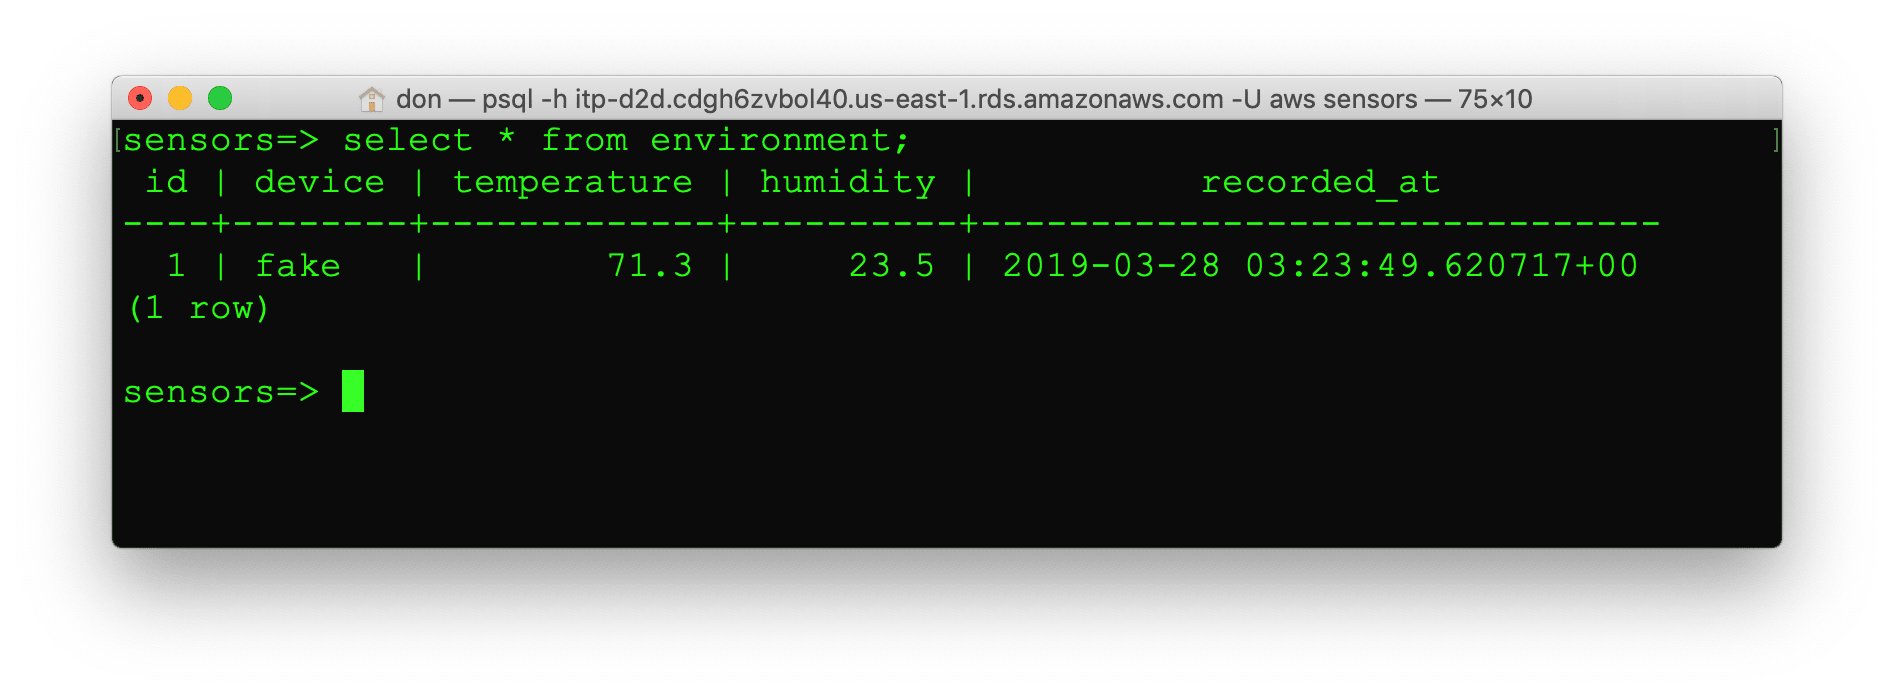 don — psql -h itp-d2d.cdgh6zvbol40.us-east-1.rds.amazonaws.com -U aws sensors — 75×10
[sensors=> select * from environment; ]
 id | device | temperature | humidity |          recorded_at
----+--------+-------------+----------+-------------------------------
  1 | fake   |        71.3 |     23.5 | 2019-03-28 03:23:49.620717+00
(1 row)
sensors=>